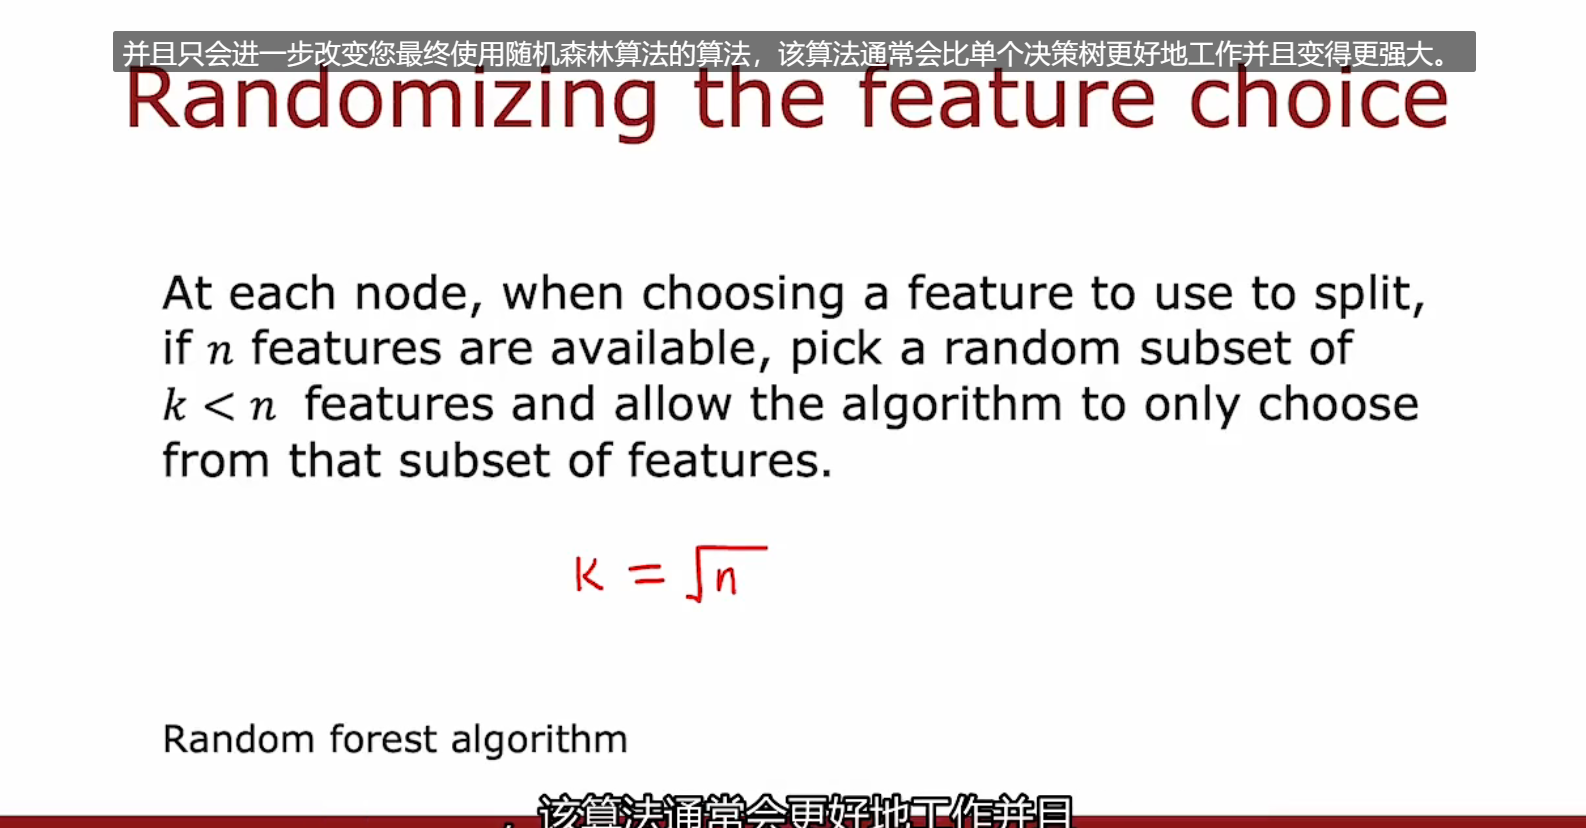 并且只会进一步改变您最终使用随机森林算法的算法，该算法通常会比单个决策树更好地工作并且变得更强大。
Randomizing the feature choice
At each node, when choosing a feature to use to split,
if n features are available, pick a random subset of
k < n features and allow the algorithm to only choose
from that subset of features.
K = √n
Random forest algorithm
，该算法通常会更好地工作并且